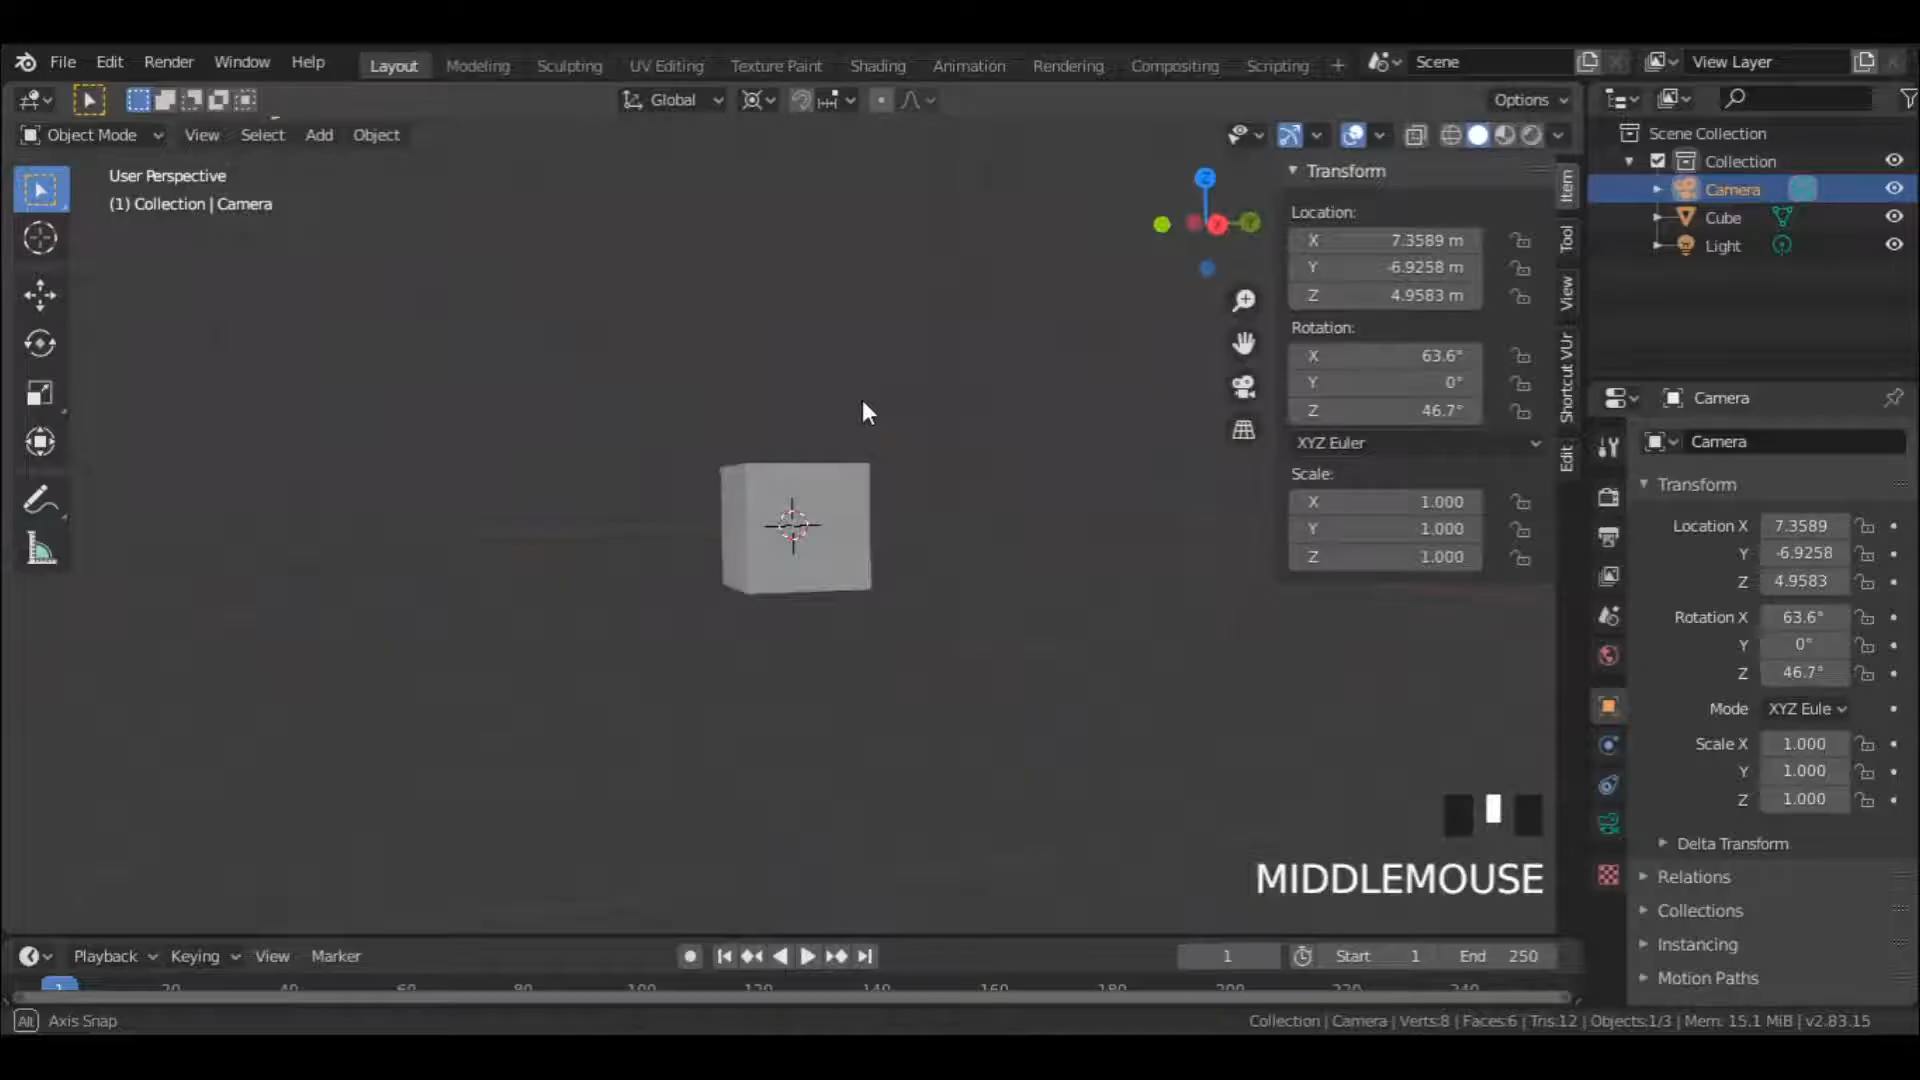 File Edit Render Window Help Layout Modeling Sculpting UV Editing Texture Paint Shading Animation Rendering Compositing Scripting + Scene View Layer
Global Options
Object Mode View Select Add Object
User Perspective
(1) Collection | Camera
Z
Y
Transform
Location:
X 7.3589 m
Y -6.9258 m
Z 4.9583 m
Rotation:
X 63.6°
Y 0°
Z 46.7°
XYZ Euler
Scale:
X 1.000
Y 1.000
Z 1.000
Item
Tool
View
Shortcut VUr
Edit
Scene Collection
Collection
Camera
Cube
Light
Camera
Camera
Transform
Location X 7.3589
Y -6.9258
Z 4.9583
Rotation X 63.6°
Y 0°
Z 46.7°
Mode XYZ Eule
Scale X 1.000
Y 1.000
Z 1.000
Delta Transform
Relations
Collections
Instancing
Motion Paths
MIDDLEMOUSE
Playback Keying View Marker 1 Start 1 End 250
1 20 40 60 80 100 120 140 160 180 200 220 240
Alt Axis Snap
Collection | Camera | Verts:8 | Faces:6 | Tris:12 | Objects:1/3 | Mem: 15.1 MiB | v2.83.15